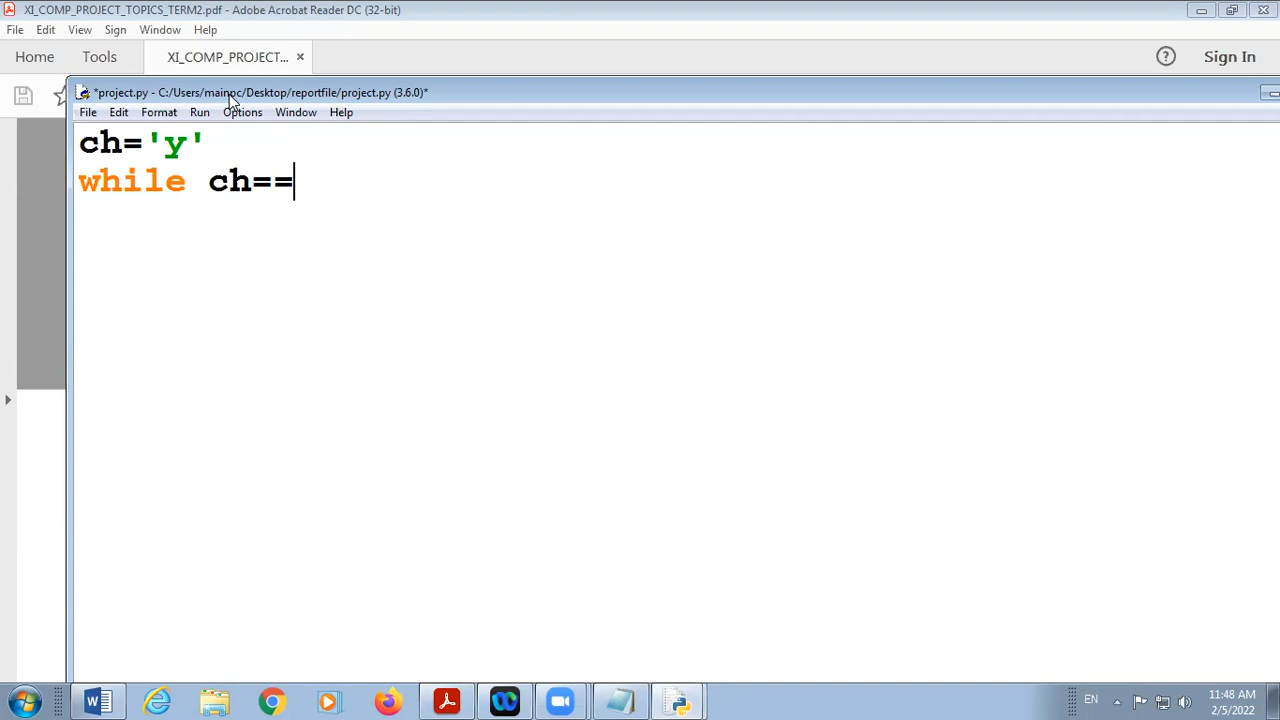 XI_COMP_PROJECT_TOPICS_TERM2.pdf - Adobe Acrobat Reader DC (32-bit)
File Edit View Sign Window Help
Home Tools XI_COMP_PROJECT... × Sign In
*project.py - C:/Users/mainpc/Desktop/reportfile/project.py (3.6.0)*
File Edit Format Run Options Window Help
ch='y'
while ch==
EN 11:48 AM
2/5/2022